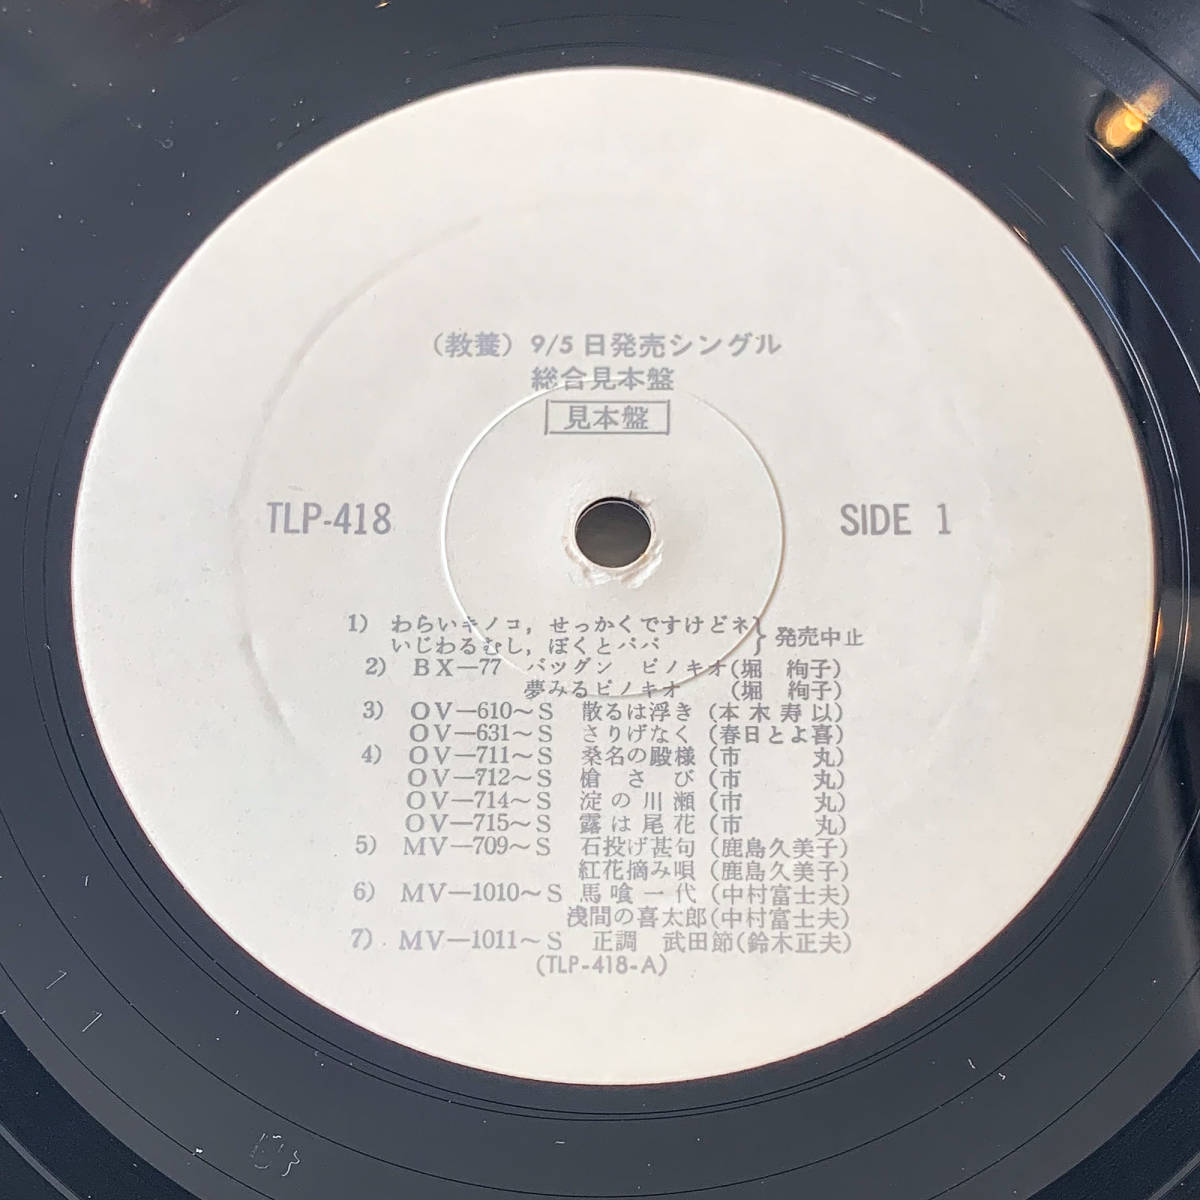 （教養）9/5日発売シングル
総合見本盤
見本盤
TLP-418
SIDE 1
1) わらいキノコ，せっかくですけどネ
いじわるむし，ぼくとパパ } 発売中止
2) BX―77 バツグン ピノキオ(堀 絢子)
夢みるピノキオ (堀 絢子)
3) OV―610～S 散るは浮き (本木寿以)
OV―631～S さりげなく (春日とよ喜)
4) OV―711～S 桑名の殿様 (市 丸)
OV―712～S 槍さび (市 丸)
OV―714～S 淀の川瀬 (市 丸)
OV―715～S 露は尾花 (市 丸)
5) MV―709～S 石投げ甚句 (鹿島久美子)
紅花摘み唄 (鹿島久美子)
6) MV―1010～S 馬喰一代 (中村富士夫)
浅間の喜太郎(中村富士夫)
7) MV―1011～S 正調 武田節(鈴木正夫)
(TLP-418-A)